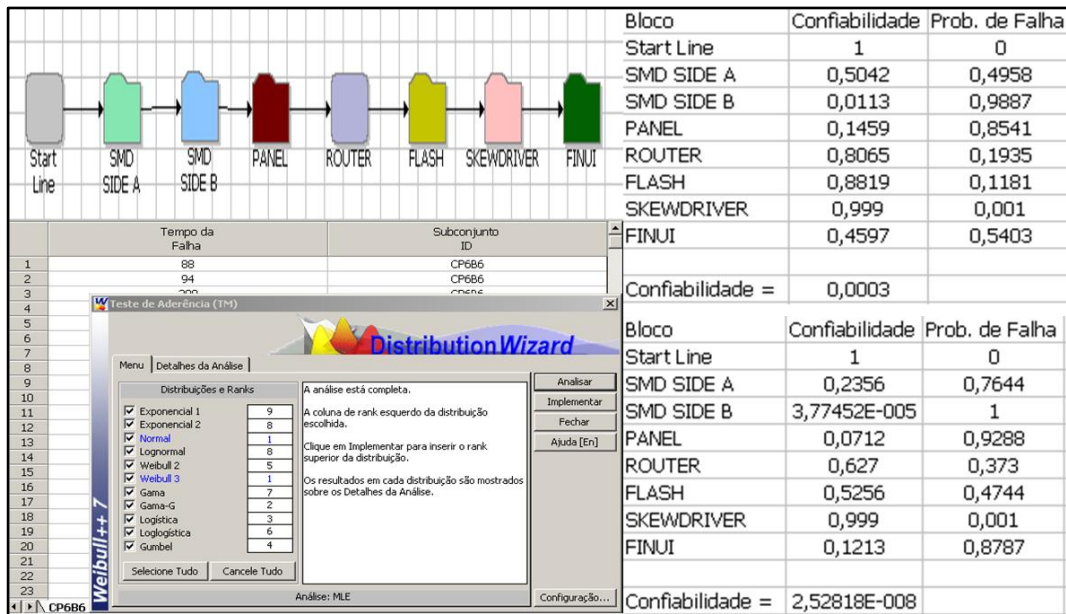 Start
Line
SMD
SIDE A
SMD
SIDE B
PANEL
ROUTER
FLASH
SKEWDRIVER
FINUI
Tempo da Falha Subconjunto ID
1 88 CP6B6
2 94 CP6B6
3 CP6B6
4
5
6
7
8
9
10
11
12
13
14
15
16
17
18
19
20
21
22
23
CP6B6
Teste de Aderência (TM)
Distribution Wizard
Menu Detalhes da Análise
Distribuições e Ranks
Exponencial 1 9
Exponencial 2 8
Normal 1
Lognormal 8
Weibull 2 5
Weibull 3 1
Gama 7
Gama-G 2
Logística 3
Loglogística 6
Gumbel 4
Selecione Tudo Cancele Tudo
A análise está completa.
A coluna de rank esquerdo da distribuição
escolhida.
Clique em Implementar para inserir o rank
superior da distribuição.
Os resultados em cada distribuição são mostrados
sobre os Detalhes da Análise.
Analisar
Implementar
Fechar
Ajuda [En]
Configuração...
Análise: MLE
Weibull++ 7
Bloco Confiabilidade Prob. de Falha
Start Line 1 0
SMD SIDE A 0,5042 0,4958
SMD SIDE B 0,0113 0,9887
PANEL 0,1459 0,8541
ROUTER 0,8065 0,1935
FLASH 0,8819 0,1181
SKEWDRIVER 0,999 0,001
FINUI 0,4597 0,5403
Confiabilidade = 0,0003
Bloco Confiabilidade Prob. de Falha
Start Line 1 0
SMD SIDE A 0,2356 0,7644
SMD SIDE B 3,77452E-005 1
PANEL 0,0712 0,9288
ROUTER 0,627 0,373
FLASH 0,5256 0,4744
SKEWDRIVER 0,999 0,001
FINUI 0,1213 0,8787
Confiabilidade = 2,52818E-008